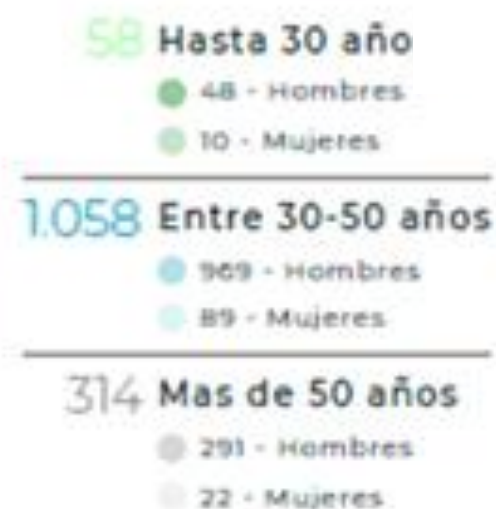 58 Hasta 30 año
48 - Hombres
10 - Mujeres
1.058 Entre 30-50 años
969 - Hombres
89 - Mujeres
314 Mas de 50 años
291 - Hombres
22 - Mujeres